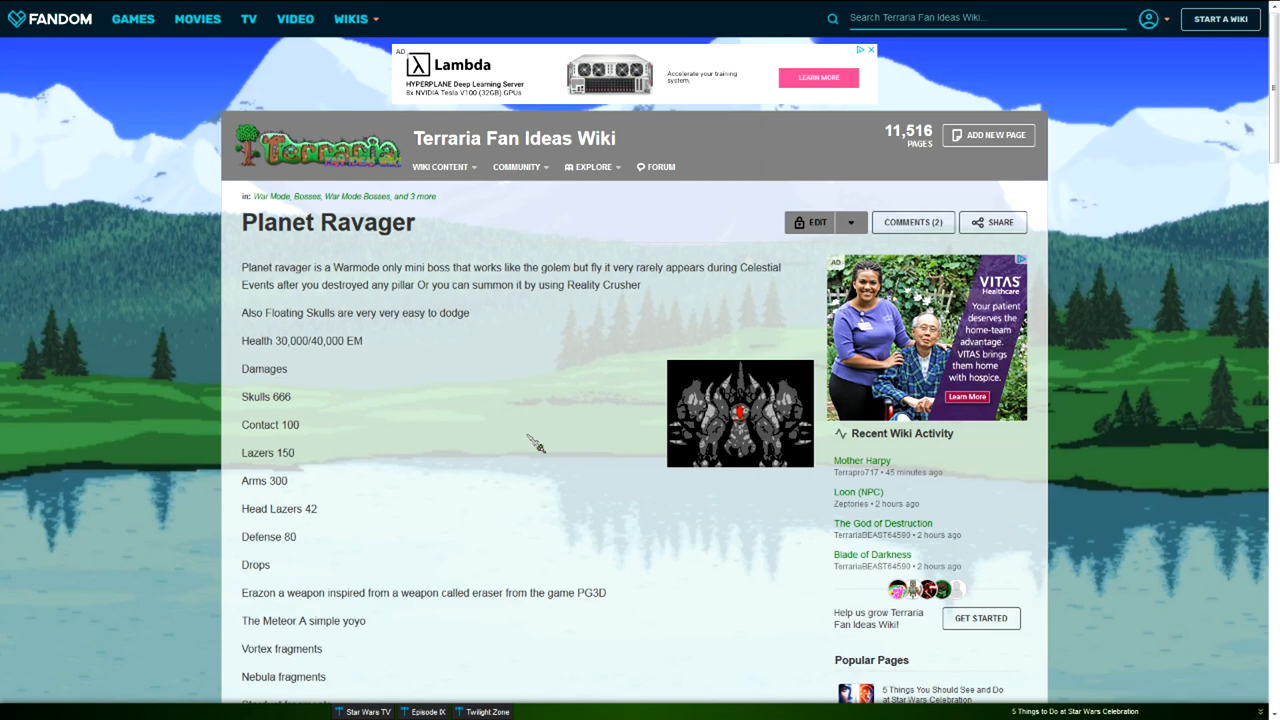 FANDOM GAMES MOVIES TV VIDEO WIKIS Search Terraria Fan Ideas Wiki... START A WIKI
AD
Lambda
HYPERPLANE Deep Learning Server
8x NVIDIA Tesla V100 (32GB) GPUs
Accelerate your training
system.
LEARN MORE
Terraria
Terraria Fan Ideas Wiki
11,516
PAGES
ADD NEW PAGE
WIKI CONTENT COMMUNITY EXPLORE FORUM
in: War Mode, Bosses, War Mode Bosses, and 3 more
Planet Ravager
EDIT COMMENTS (2) SHARE
Planet ravager is a Warmode only mini boss that works like the golem but fly it very rarely appears during Celestial
Events after you destroyed any pillar Or you can summon it by using Reality Crusher
Also Floating Skulls are very very easy to dodge
Health 30,000/40,000 EM
Damages
Skulls 666
Contact 100
Lazers 150
Arms 300
Head Lazers 42
Defense 80
Drops
Erazon a weapon inspired from a weapon called eraser from the game PG3D
The Meteor A simple yoyo
Vortex fragments
Nebula fragments
AD
VITAS
Healthcare
Your patient
deserves the
home-team
advantage.
VITAS brings
them home
with hospice.
Learn More
Recent Wiki Activity
Mother Harpy
Terrapro717 • 45 minutes ago
Loon (NPC)
Zeptories • 2 hours ago
The God of Destruction
TerrariaBEAST64590 • 2 hours ago
Blade of Darkness
TerrariaBEAST64590 • 2 hours ago
Help us grow Terraria
Fan Ideas Wiki!
GET STARTED
Popular Pages
5 Things You Should See and Do
at Star Wars Celebration
Star Wars TV Episode IX Twilight Zone
5 Things to Do at Star Wars Celebration